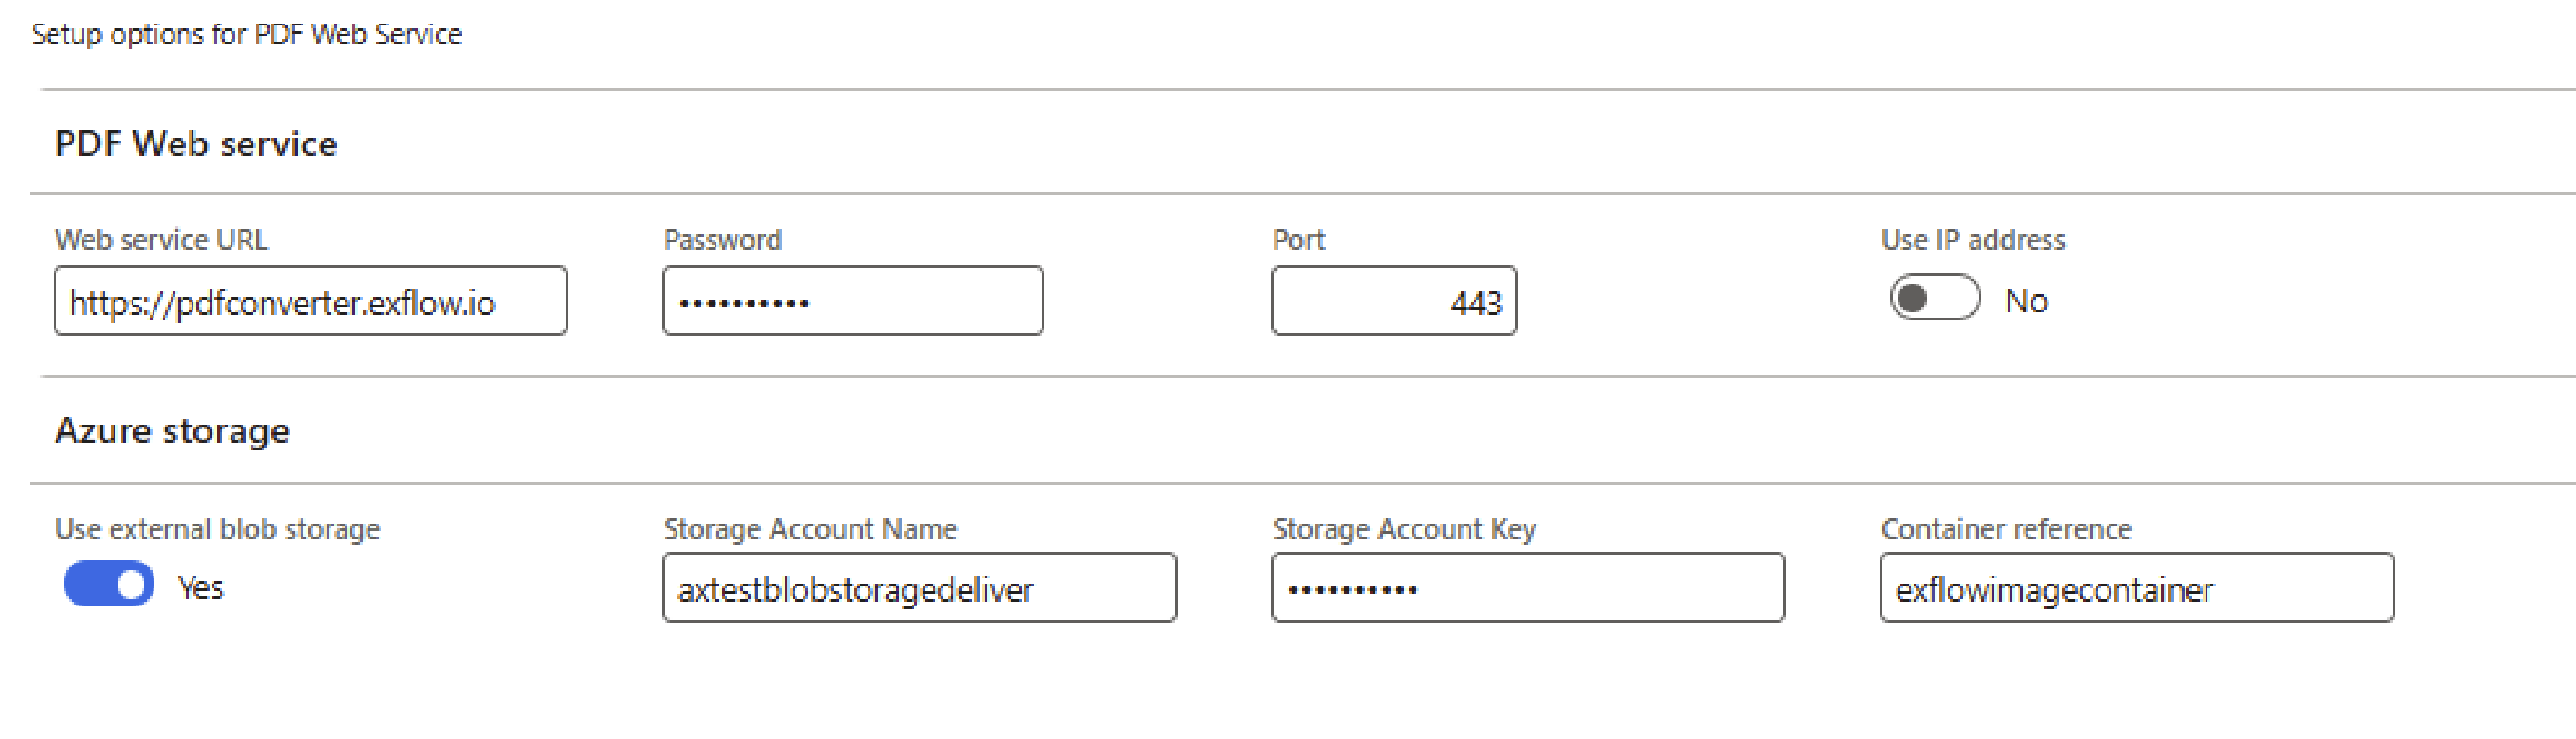 Setup options for PDF Web Service
PDF Web service
Web service URL
Password
Port
Use IP address
https://pdfconverter.exflow.io
••••••••••
443
No
Azure storage
Use external blob storage
Storage Account Name
Storage Account Key
Container reference
Yes
axtestblobstoragedeliver
••••••••••
exflowimagecontainer